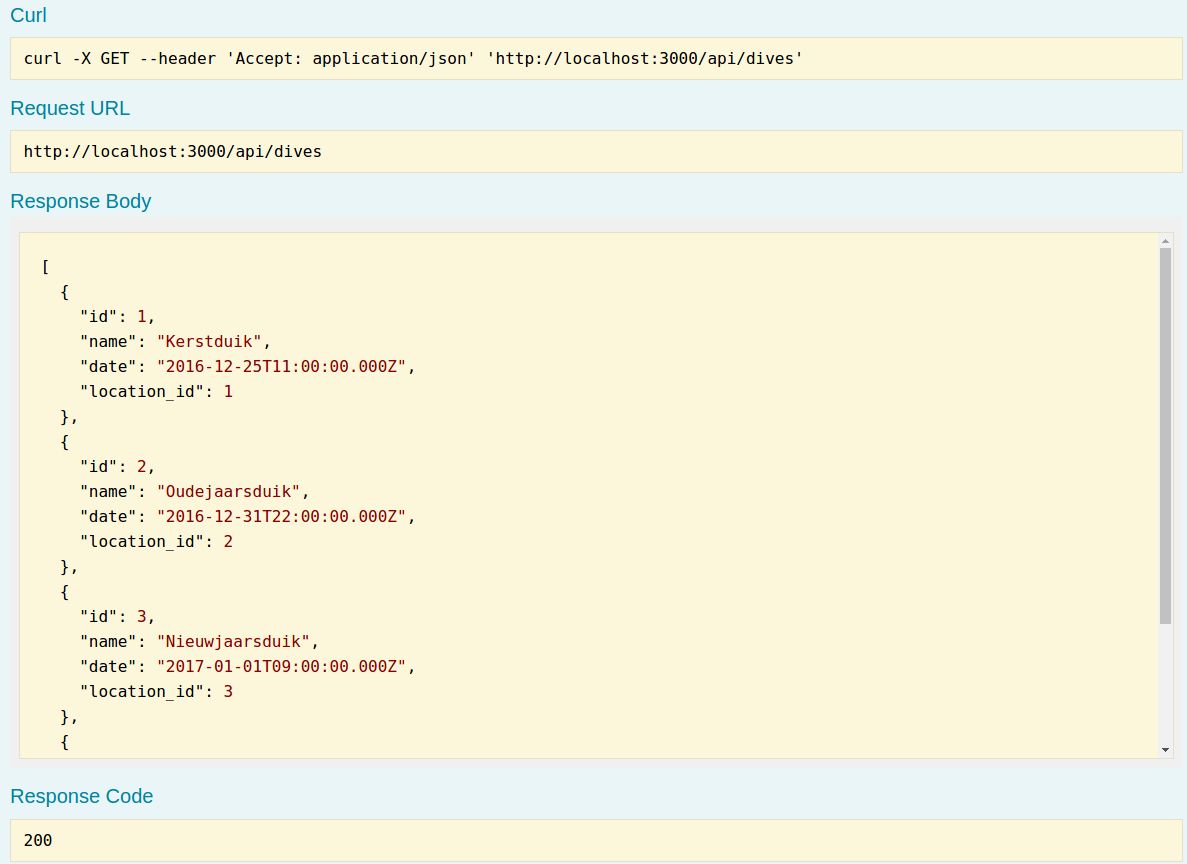 Curl
curl -X GET --header 'Accept: application/json' 'http://localhost:3000/api/dives'
Request URL
http://localhost:3000/api/dives
Response Body
[
  {
    "id": 1,
    "name": "Kerstduik",
    "date": "2016-12-25T11:00:00.000Z",
    "location_id": 1
  },
  {
    "id": 2,
    "name": "Oudejaarsduik",
    "date": "2016-12-31T22:00:00.000Z",
    "location_id": 2
  },
  {
    "id": 3,
    "name": "Nieuwjaarsduik",
    "date": "2017-01-01T09:00:00.000Z",
    "location_id": 3
  },
  {
Response Code
200